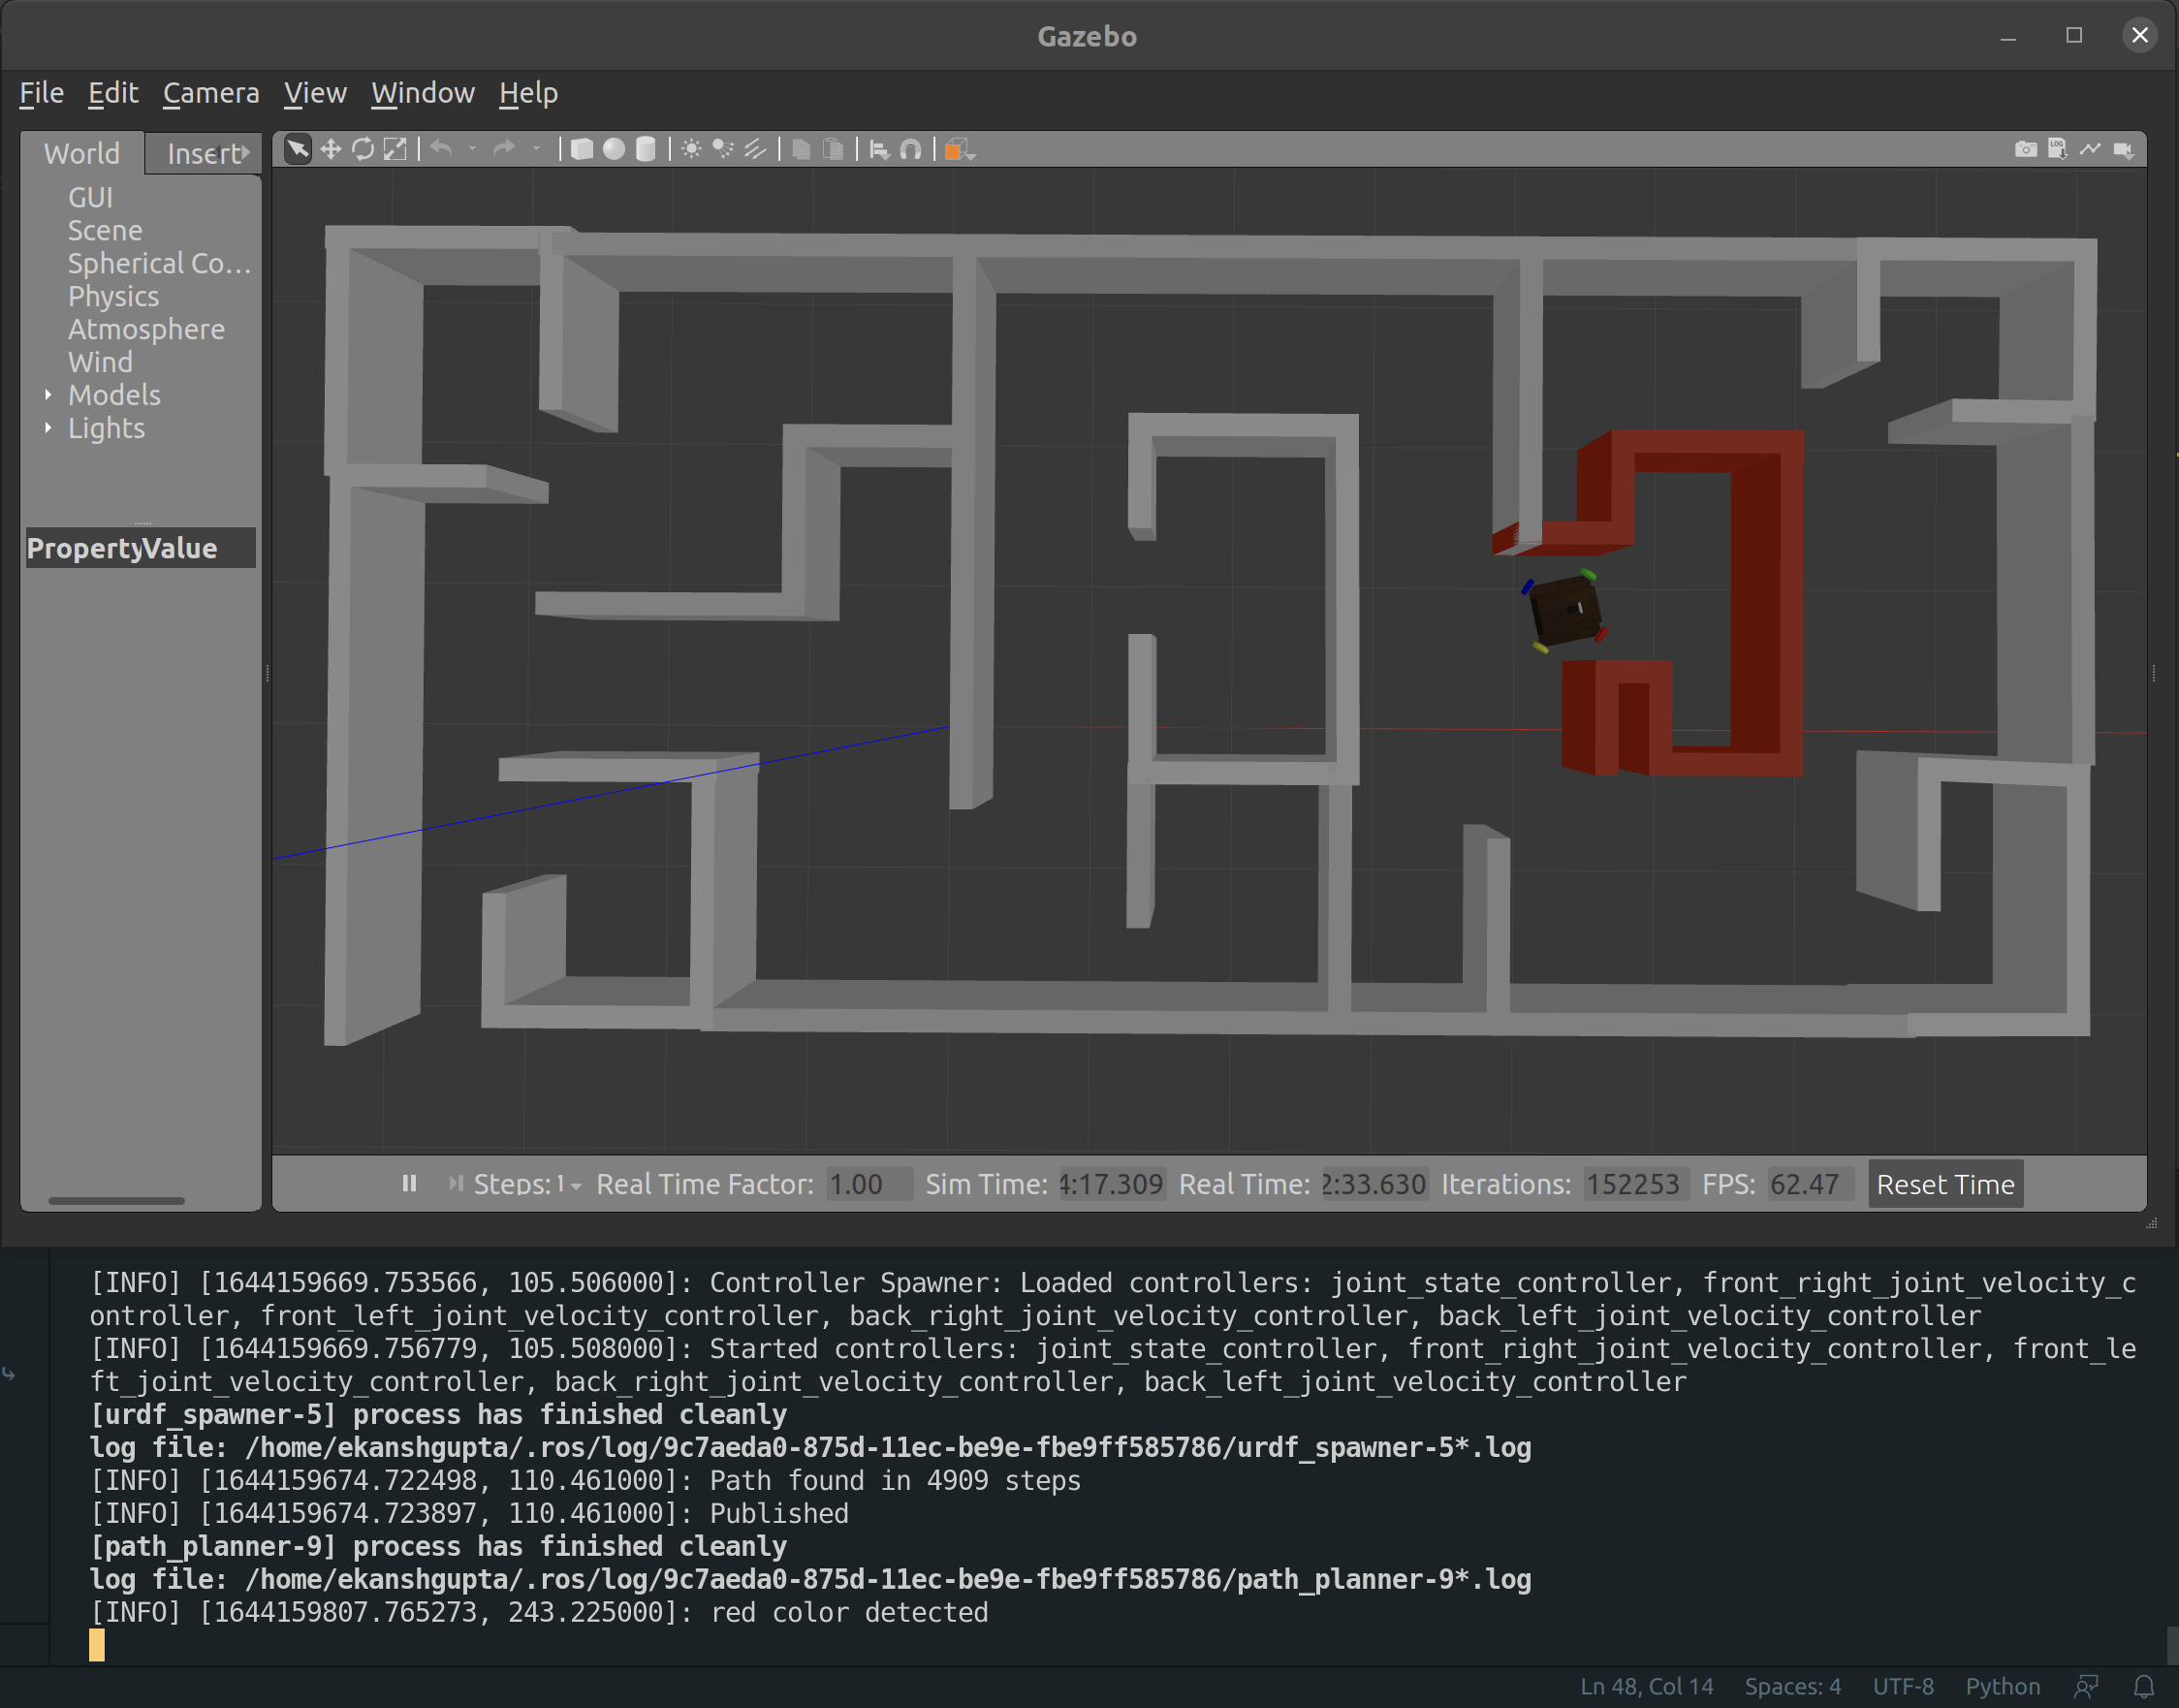 Gazebo
File Edit Camera View Window Help
World Insert
GUI
Scene
Spherical Co…
Physics
Atmosphere
Wind
Models
Lights
Property Value
Steps: 1 Real Time Factor: 1.00 Sim Time: 4:17.309 Real Time: 2:33.630 Iterations: 152253 FPS: 62.47 Reset Time
[INFO] [1644159669.753566, 105.506000]: Controller Spawner: Loaded controllers: joint_state_controller, front_right_joint_velocity_c
ontroller, front_left_joint_velocity_controller, back_right_joint_velocity_controller, back_left_joint_velocity_controller
[INFO] [1644159669.756779, 105.508000]: Started controllers: joint_state_controller, front_right_joint_velocity_controller, front_le
ft_joint_velocity_controller, back_right_joint_velocity_controller, back_left_joint_velocity_controller
[urdf_spawner-5] process has finished cleanly
log file: /home/ekanshgupta/.ros/log/9c7aeda0-875d-11ec-be9e-fbe9ff585786/urdf_spawner-5*.log
[INFO] [1644159674.722498, 110.461000]: Path found in 4909 steps
[INFO] [1644159674.723897, 110.461000]: Published
[path_planner-9] process has finished cleanly
log file: /home/ekanshgupta/.ros/log/9c7aeda0-875d-11ec-be9e-fbe9ff585786/path_planner-9*.log
[INFO] [1644159807.765273, 243.225000]: red color detected
Ln 48, Col 14 Spaces: 4 UTF-8 Python